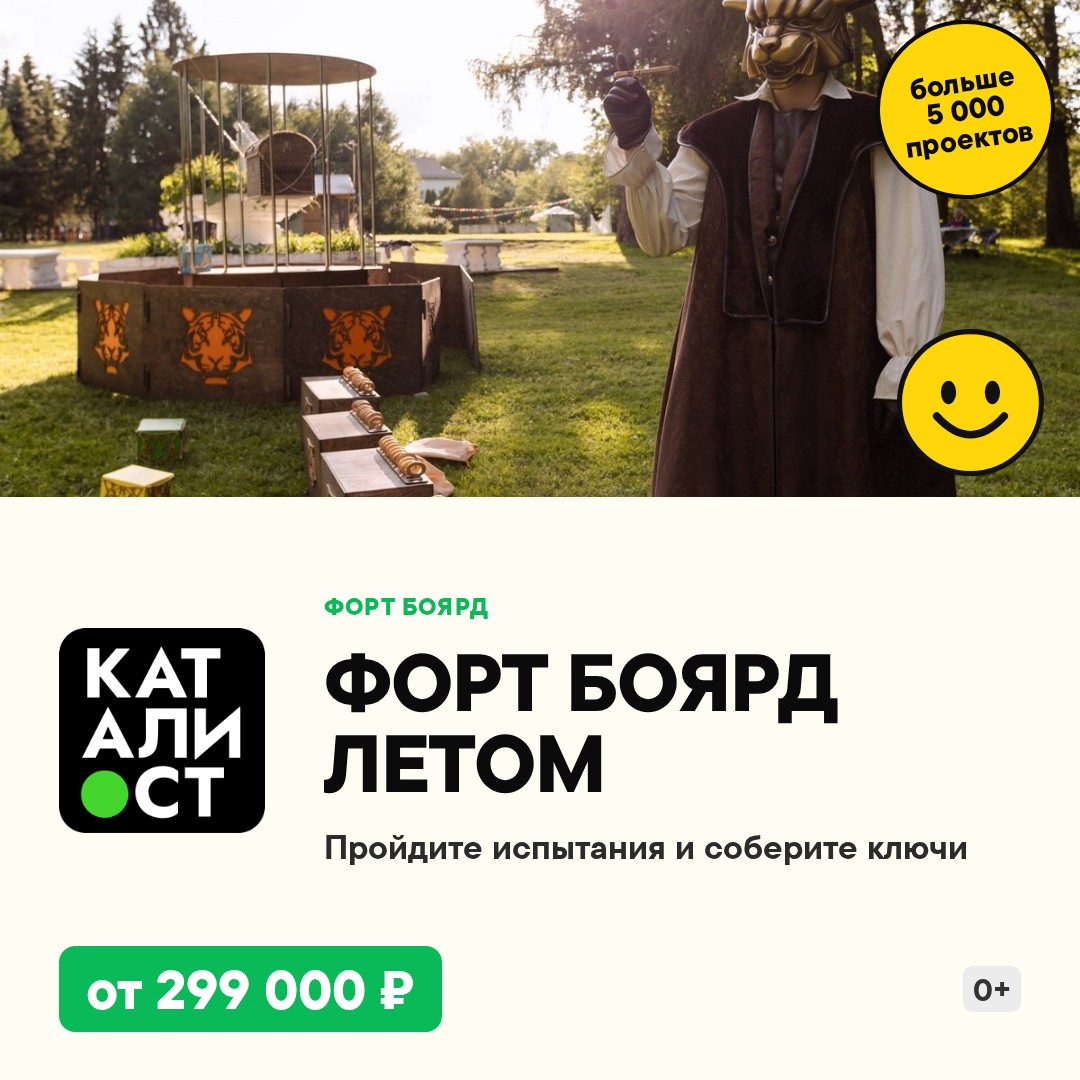 больше
5 000
проектов
ФОРТ БОЯРД
КАТ
АЛИ
СТ
ФОРТ БОЯРД
ЛЕТОМ
Пройдите испытания и соберите ключи
от 299 000 ₽
0+